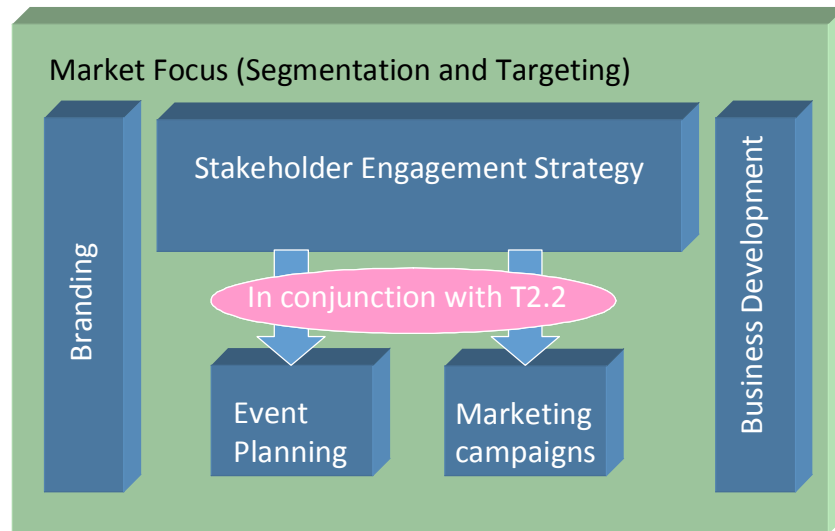 Market Focus (Segmentation and Targeting)
Branding
Stakeholder Engagement Strategy
In conjunction with T2.2
Event
Planning
Marketing
campaigns
Business Development